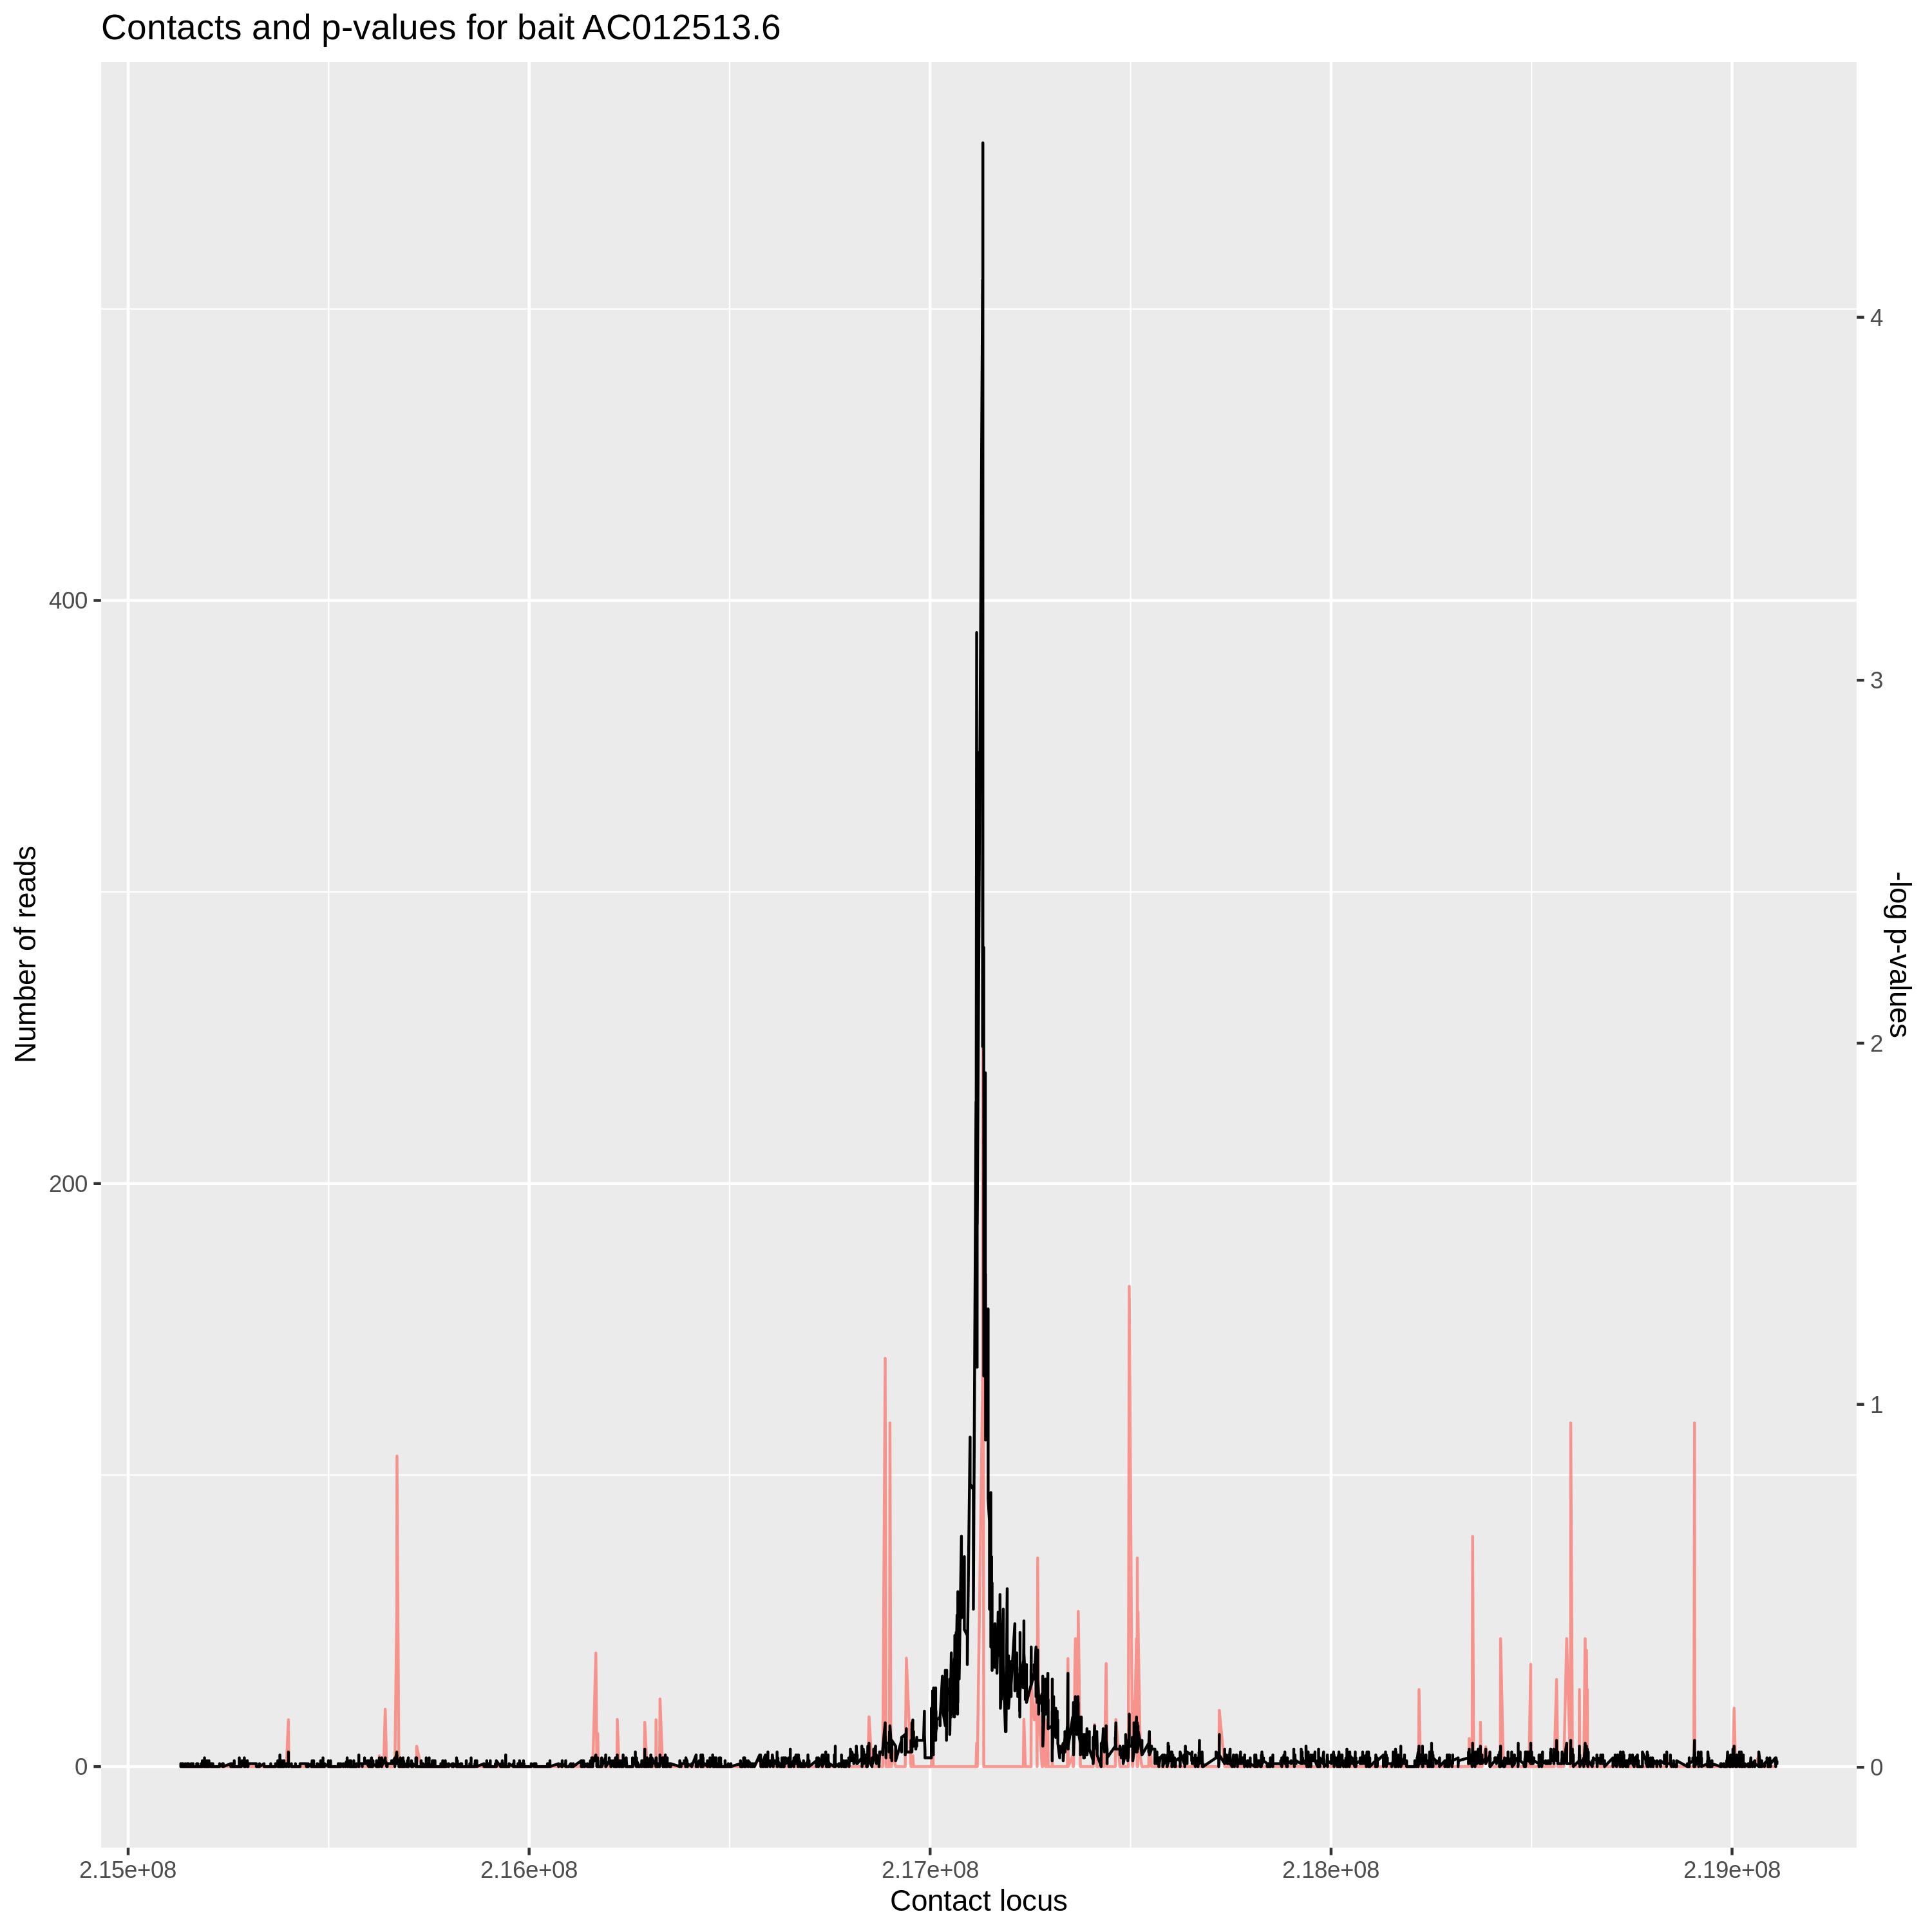 Contacts and p-values for bait AC012513.6
Number of reads
400
200
0
4
3
2
1
0
-log p-values
2.15e+08 2.16e+08 2.17e+08 2.18e+08 2.19e+08
Contact locus